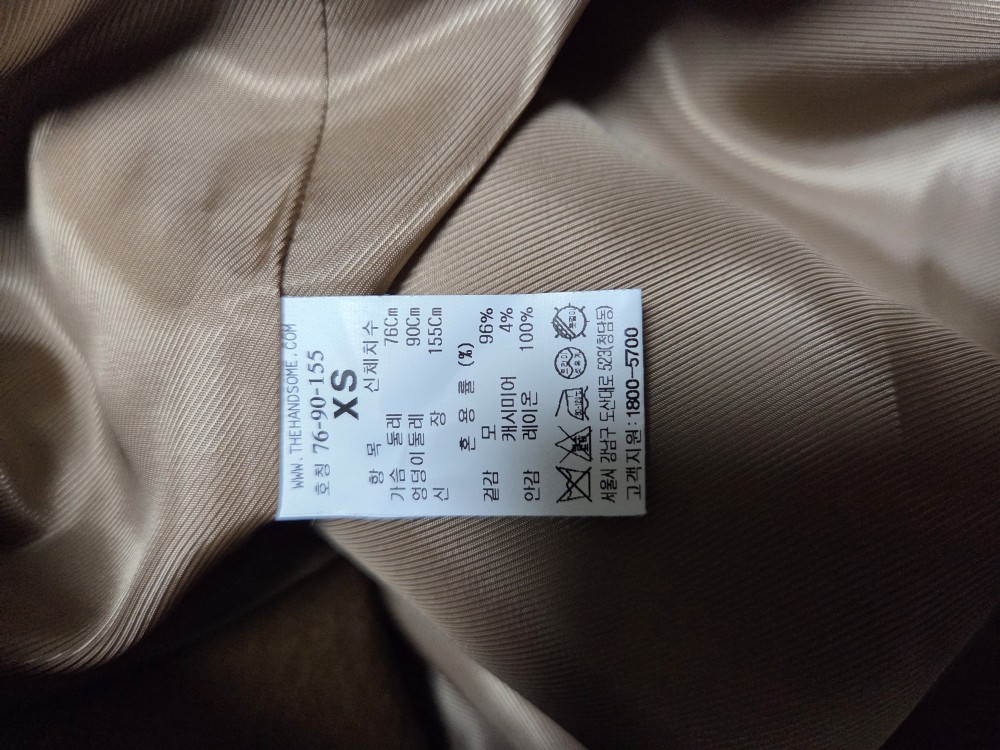 WWW.THEHANDSOME.COM
호칭 76-90-155
XS
항 목 신체치수
가슴 둘레 76Cm
엉덩이둘레 90Cm
신 장 155Cm
혼 용 률 (%)
겉감 모 96%
캐시미어 4%
안감 레이온 100%
서울시 강남구 도산대로 523(청담동)
고객지원:1800-5700